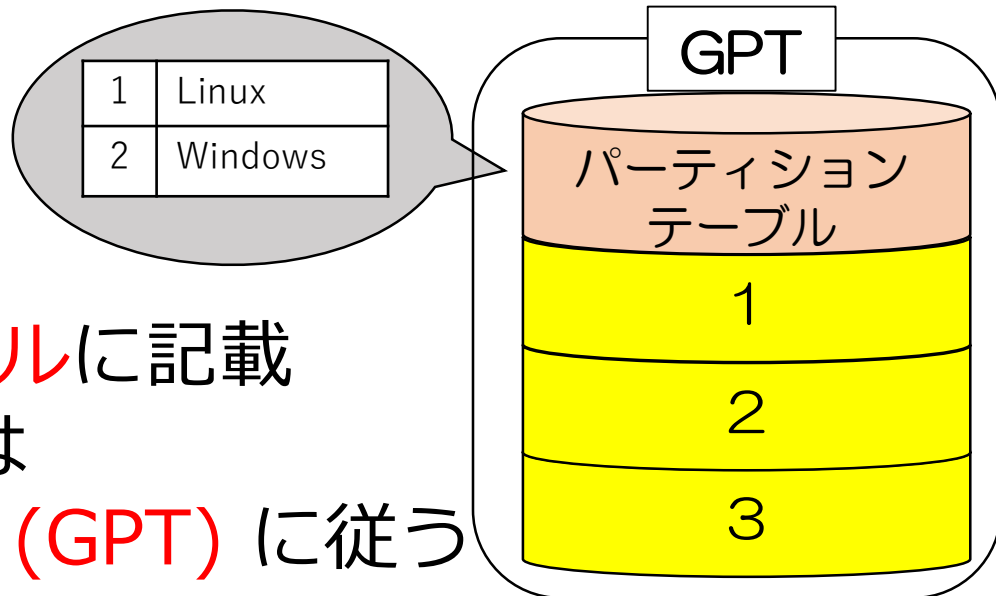 GPT
1 Linux
2 Windows
パーティション
テーブル
1
2
3
ルに記載
は
(GPT) に従う